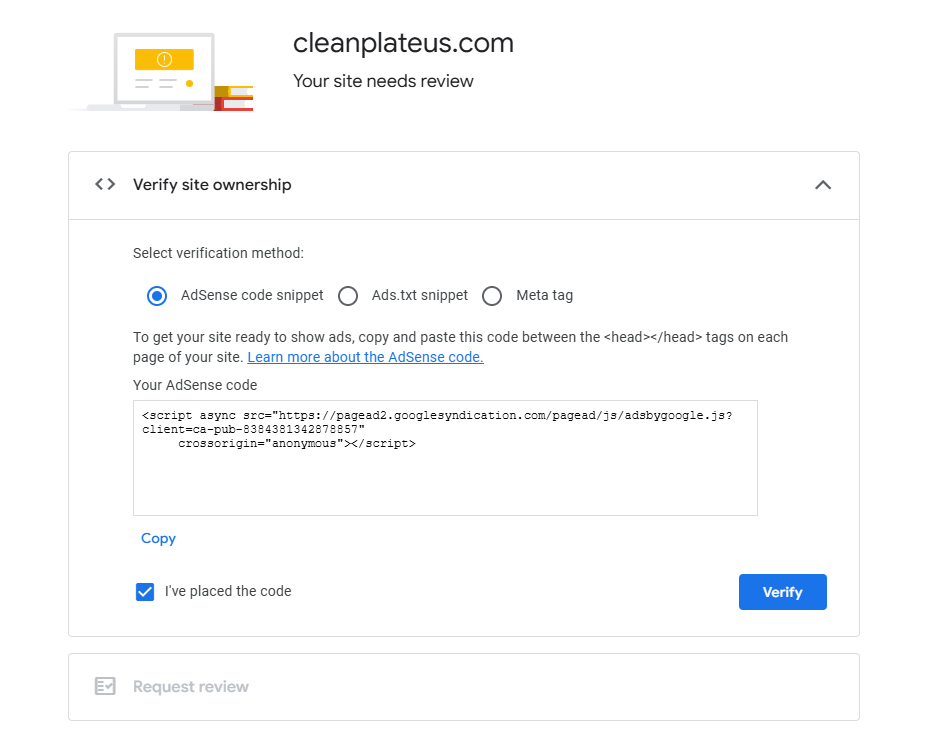 cleanplateus.com
Your site needs review
Verify site ownership
Select verification method:
AdSense code snippet Ads.txt snippet Meta tag
To get your site ready to show ads, copy and paste this code between the <head></head> tags on each
page of your site. Learn more about the AdSense code.
Your AdSense code
<script async src="https://pagead2.googlesyndication.com/pagead/js/adsbygoogle.js?
client=ca-pub-8384381342878857"
     crossorigin="anonymous"></script>
Copy
I've placed the code
Verify
Request review